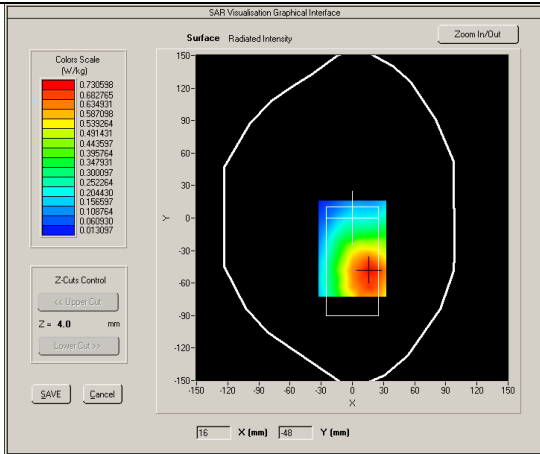 SAR Visualisation Graphical Interface
Surface Radiated Intensity
Zoom In/Out
Colors Scale
(W/kg)
0.730598
0.682765
0.634931
0.587098
0.539264
0.491431
0.443597
0.395764
0.347931
0.300097
0.252264
0.204430
0.156597
0.108764
0.060930
0.013097
Z-Cuts Control
<< Upper Cut
Z = 4.0 mm
Lower Cut >>
SAVE
Cancel
150
120
90
60
30
0
-30
-60
-90
-120
-150
Y
-150 -120 -90 -60 -30 0 30 60 90 120 150
X
16 X (mm) -48 Y (mm)